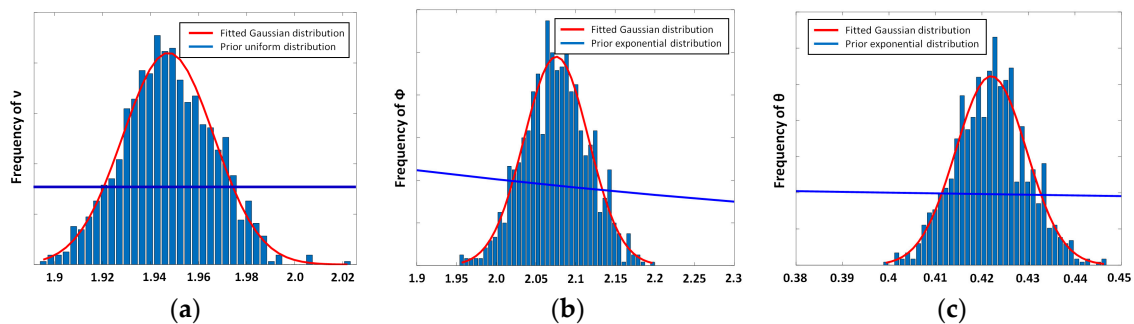 Fitted Gaussian distribution
Prior uniform distribution
Frequency of ν
1.9 1.92 1.94 1.96 1.98 2.0 2.02
(a)
Fitted Gaussian distribution
Prior exponential distribution
Frequency of Φ
1.9 1.95 2.0 2.05 2.1 2.15 2.2 2.25 2.3
(b)
Fitted Gaussian distribution
Prior exponential distribution
Frequency of θ
0.38 0.39 0.4 0.41 0.42 0.43 0.44 0.45
(c)